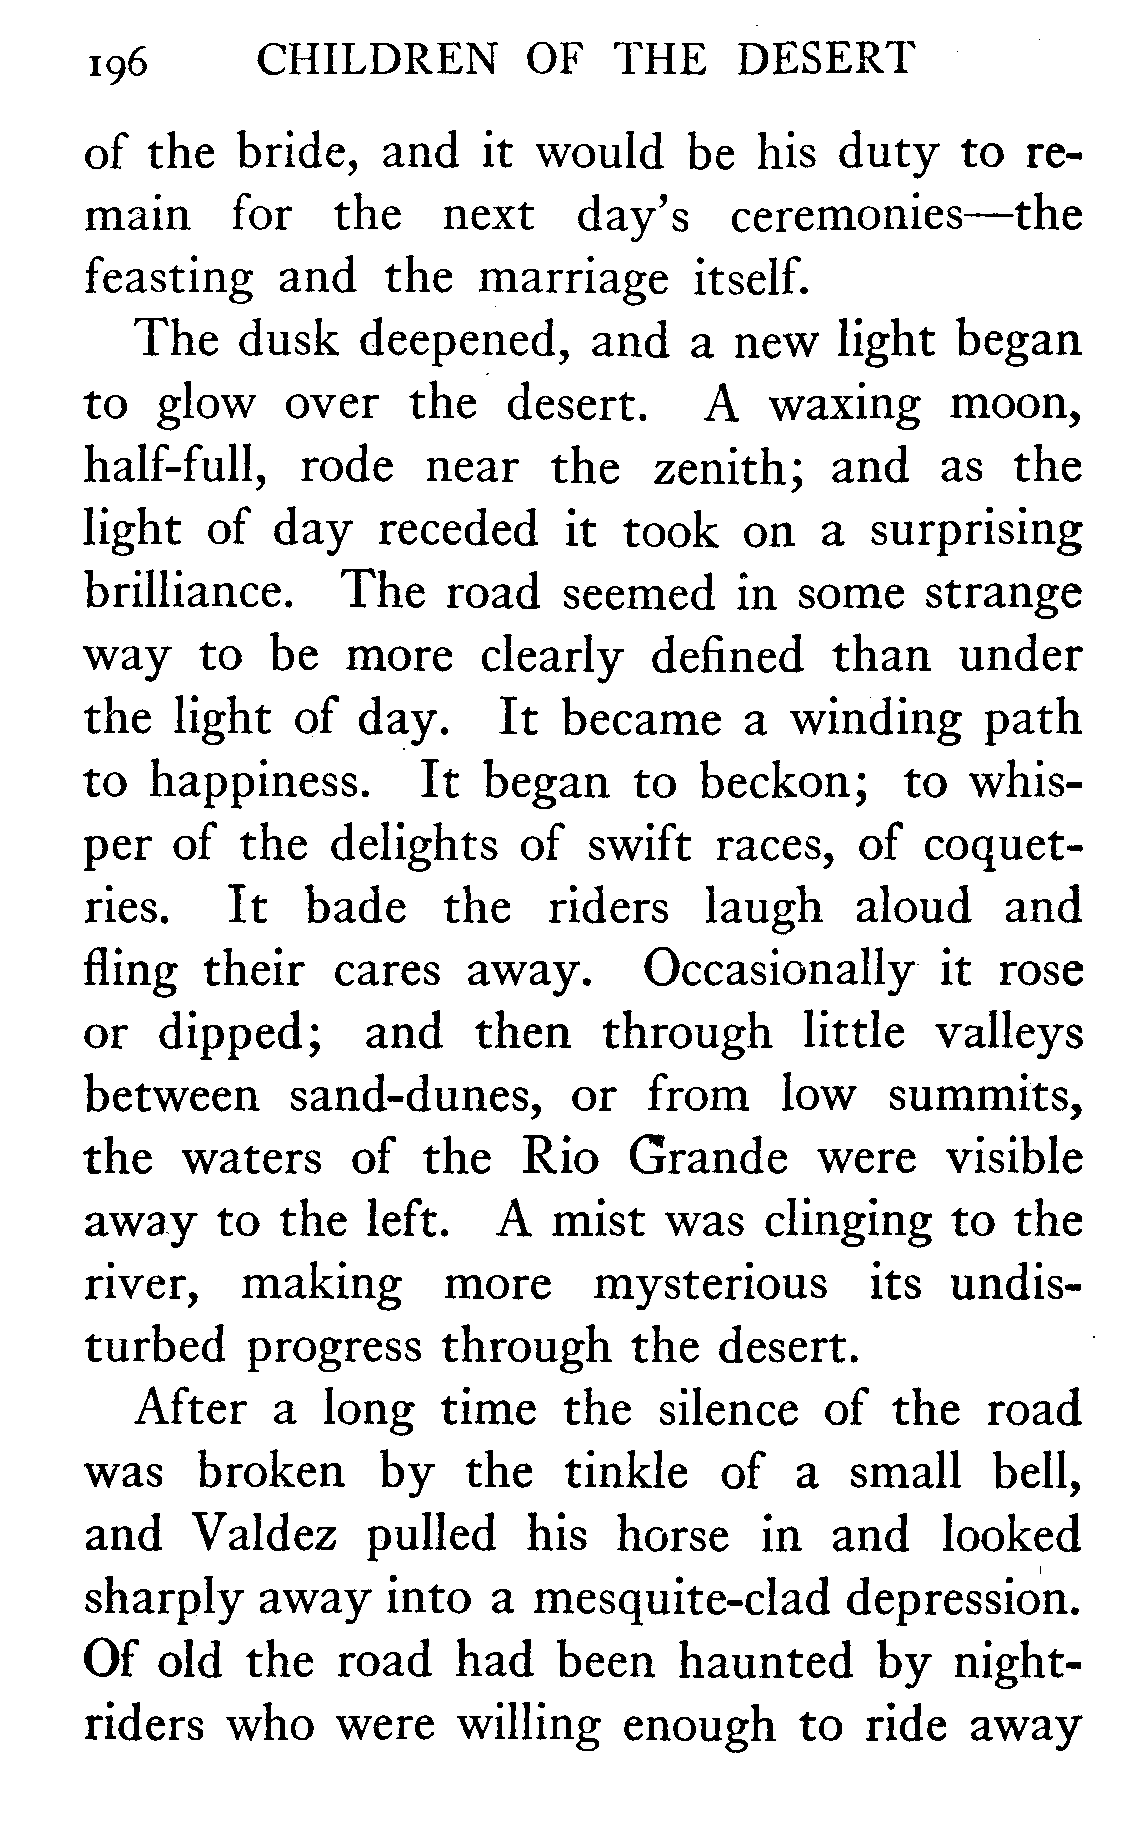 196 CHILDREN OF THE DESERT
of the bride, and it would be his duty to re-
main for the next day's ceremonies—the
feasting and the marriage itself.
The dusk deepened, and a new light began
to glow over the desert. A waxing moon,
half-full, rode near the zenith; and as the
light of day receded it took on a surprising
brilliance. The road seemed in some strange
way to be more clearly defined than under
the light of day. It became a winding path
to happiness. It began to beckon; to whis-
per of the delights of swift races, of coquet-
ries. It bade the riders laugh aloud and
fling their cares away. Occasionally it rose
or dipped; and then through little valleys
between sand-dunes, or from low summits,
the waters of the Rio Grande were visible
away to the left. A mist was clinging to the
river, making more mysterious its undis-
turbed progress through the desert.
After a long time the silence of the road
was broken by the tinkle of a small bell,
and Valdez pulled his horse in and looked
sharply away into a mesquite-clad depression.
Of old the road had been haunted by night-
riders who were willing enough to ride away